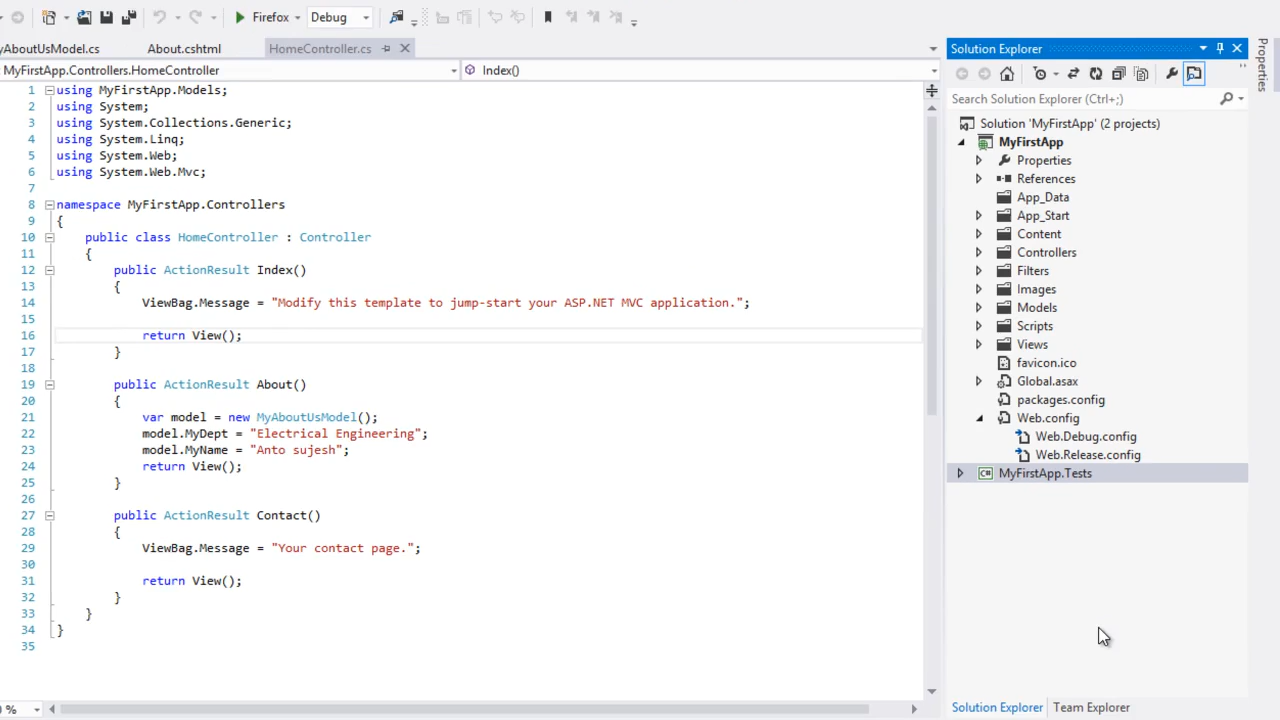 Firefox Debug
yAboutUsModel.cs About.cshtml HomeController.cs
MyFirstApp.Controllers.HomeController Index()
1 using MyFirstApp.Models;
2 using System;
3 using System.Collections.Generic;
4 using System.Linq;
5 using System.Web;
6 using System.Web.Mvc;
7
8 namespace MyFirstApp.Controllers
9 {
10 public class HomeController : Controller
11 {
12 public ActionResult Index()
13 {
14 ViewBag.Message = "Modify this template to jump-start your ASP.NET MVC application.";
15
16 return View();
17 }
18
19 public ActionResult About()
20 {
21 var model = new MyAboutUsModel();
22 model.MyDept = "Electrical Engineering";
23 model.MyName = "Anto sujesh";
24 return View();
25 }
26
27 public ActionResult Contact()
28 {
29 ViewBag.Message = "Your contact page.";
30
31 return View();
32 }
33 }
34 }
35
%
Solution Explorer
Search Solution Explorer (Ctrl+;)
Solution 'MyFirstApp' (2 projects)
MyFirstApp
Properties
References
App_Data
App_Start
Content
Controllers
Filters
Images
Models
Scripts
Views
favicon.ico
Global.asax
packages.config
Web.config
Web.Debug.config
Web.Release.config
C# MyFirstApp.Tests
Solution Explorer Team Explorer
Properties